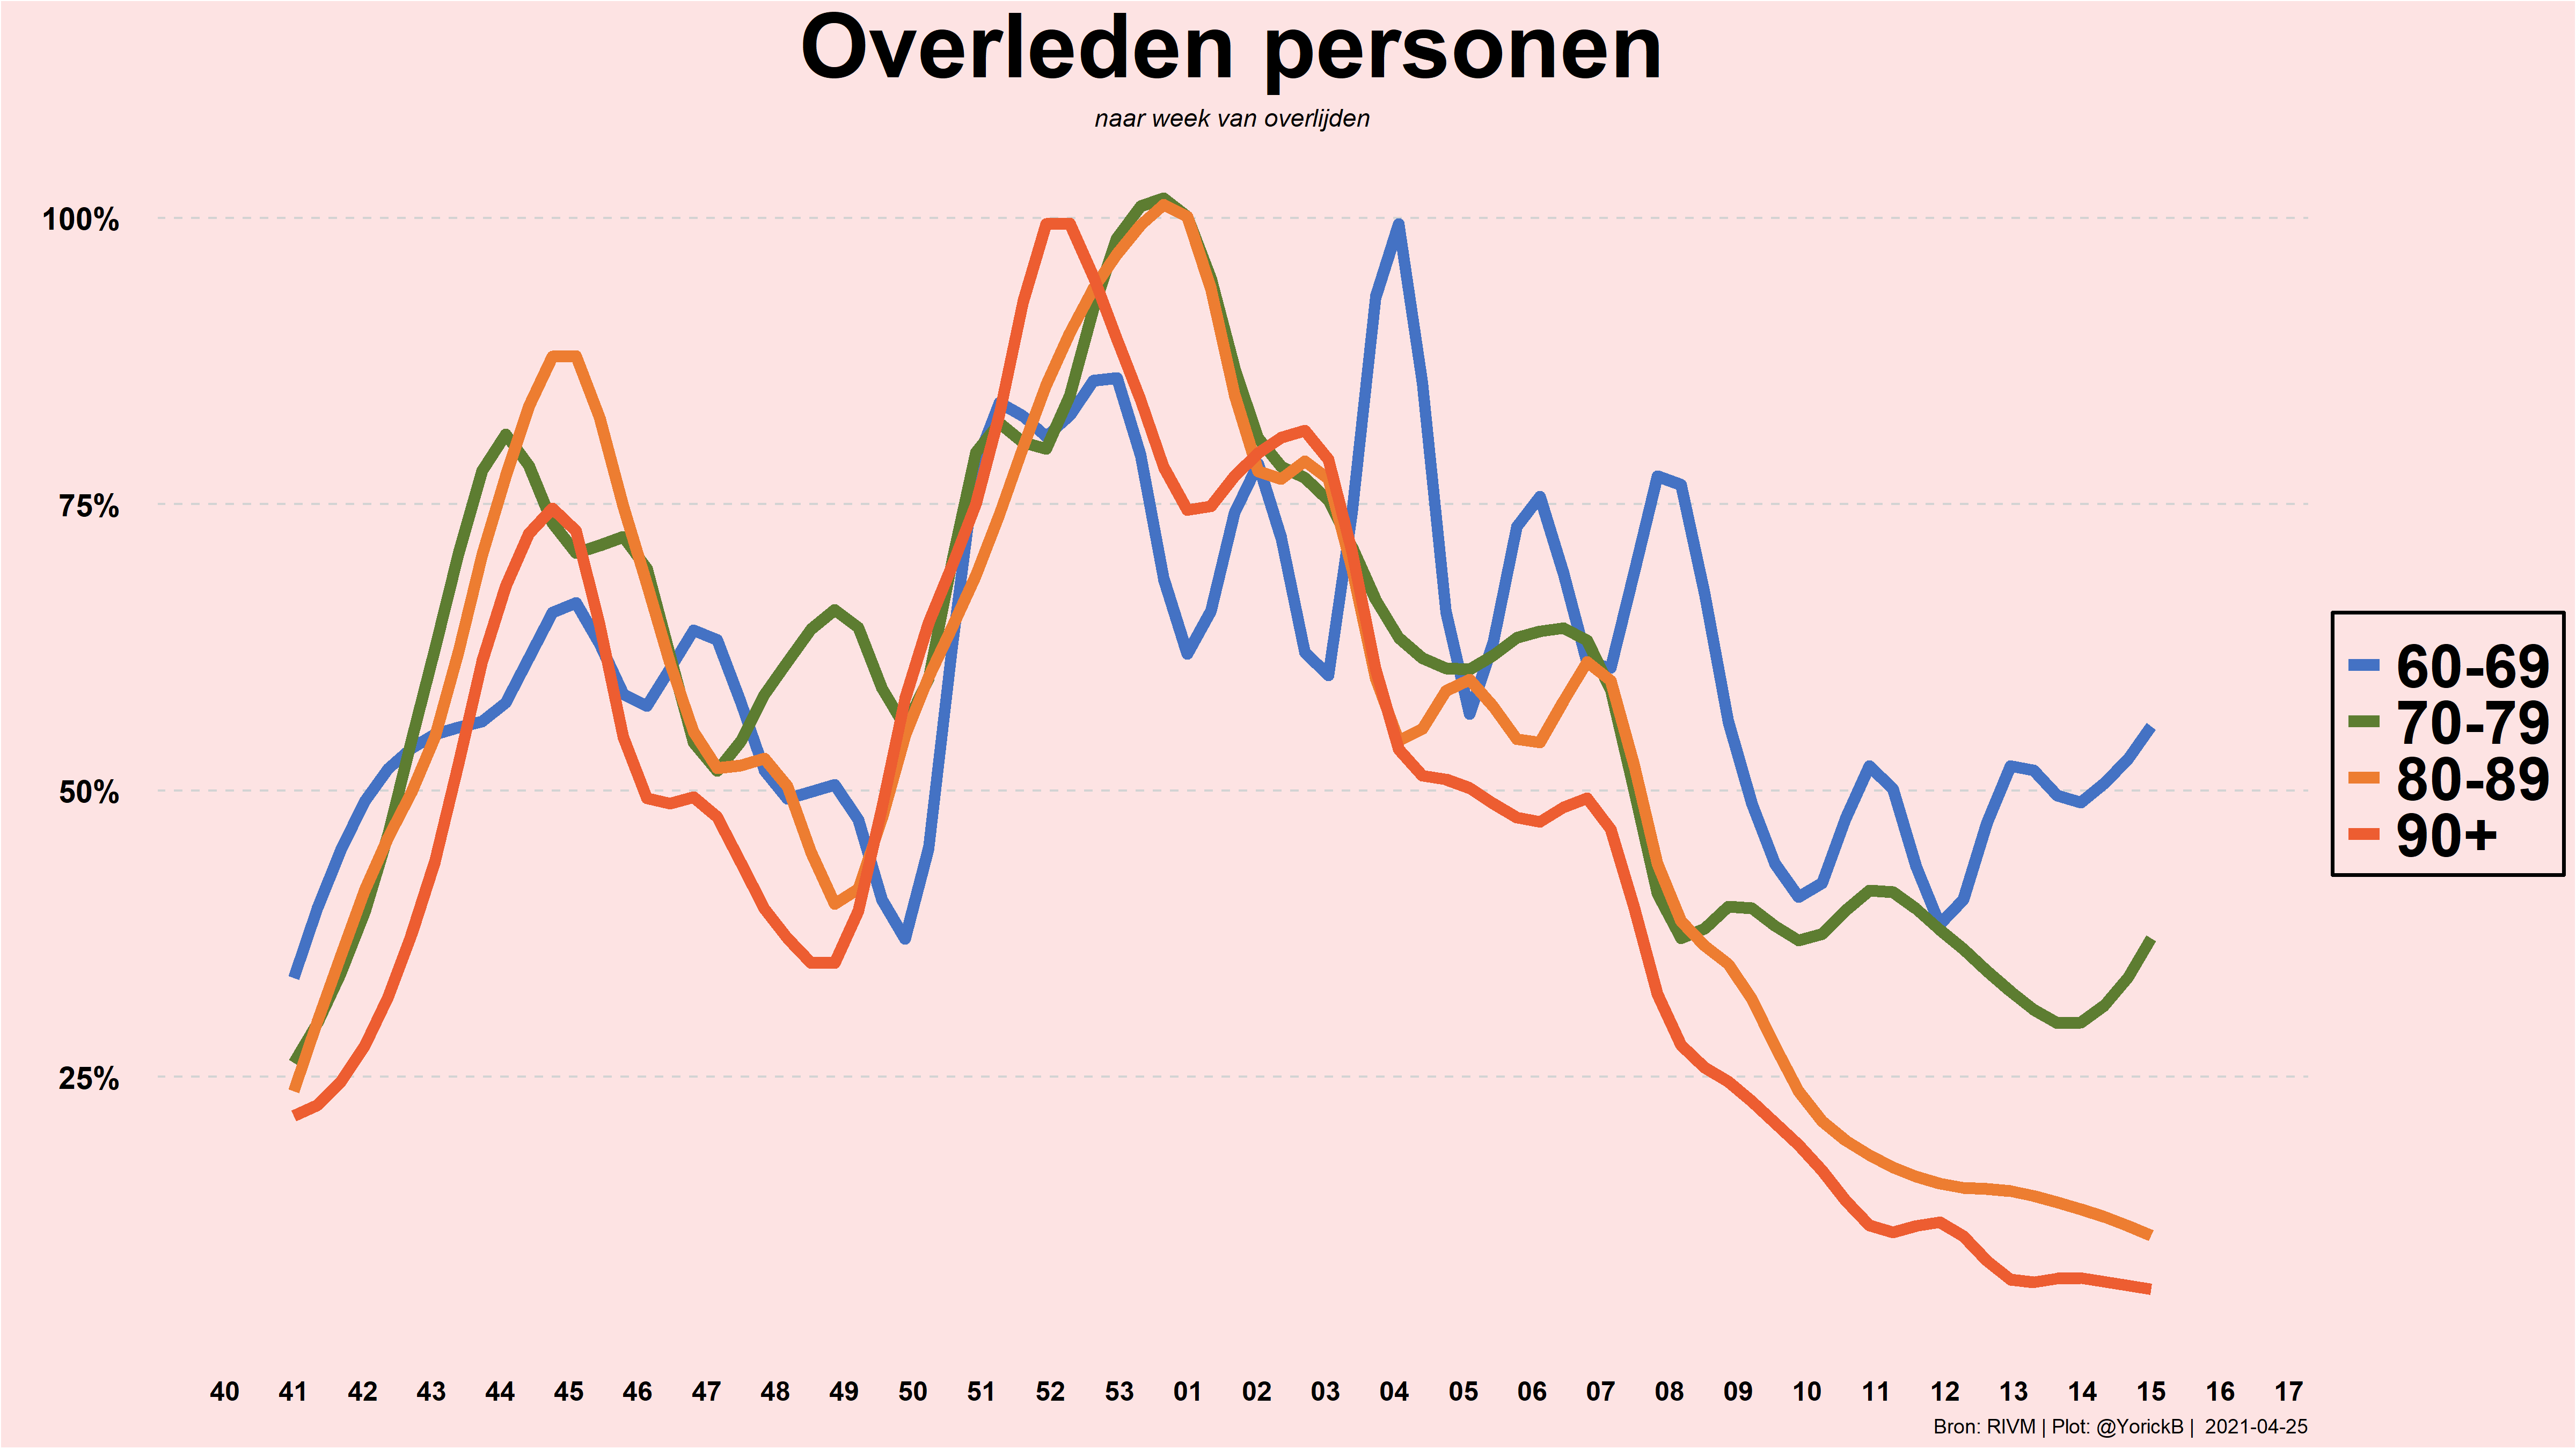 Overleden personen
naar week van overlijden
100%
75%
50%
25%
60-69
70-79
80-89
90+
40 41 42 43 44 45 46 47 48 49 50 51 52 53 01 02 03 04 05 06 07 08 09 10 11 12 13 14 15 16 17
Bron: RIVM | Plot: @YorickB | 2021-04-25